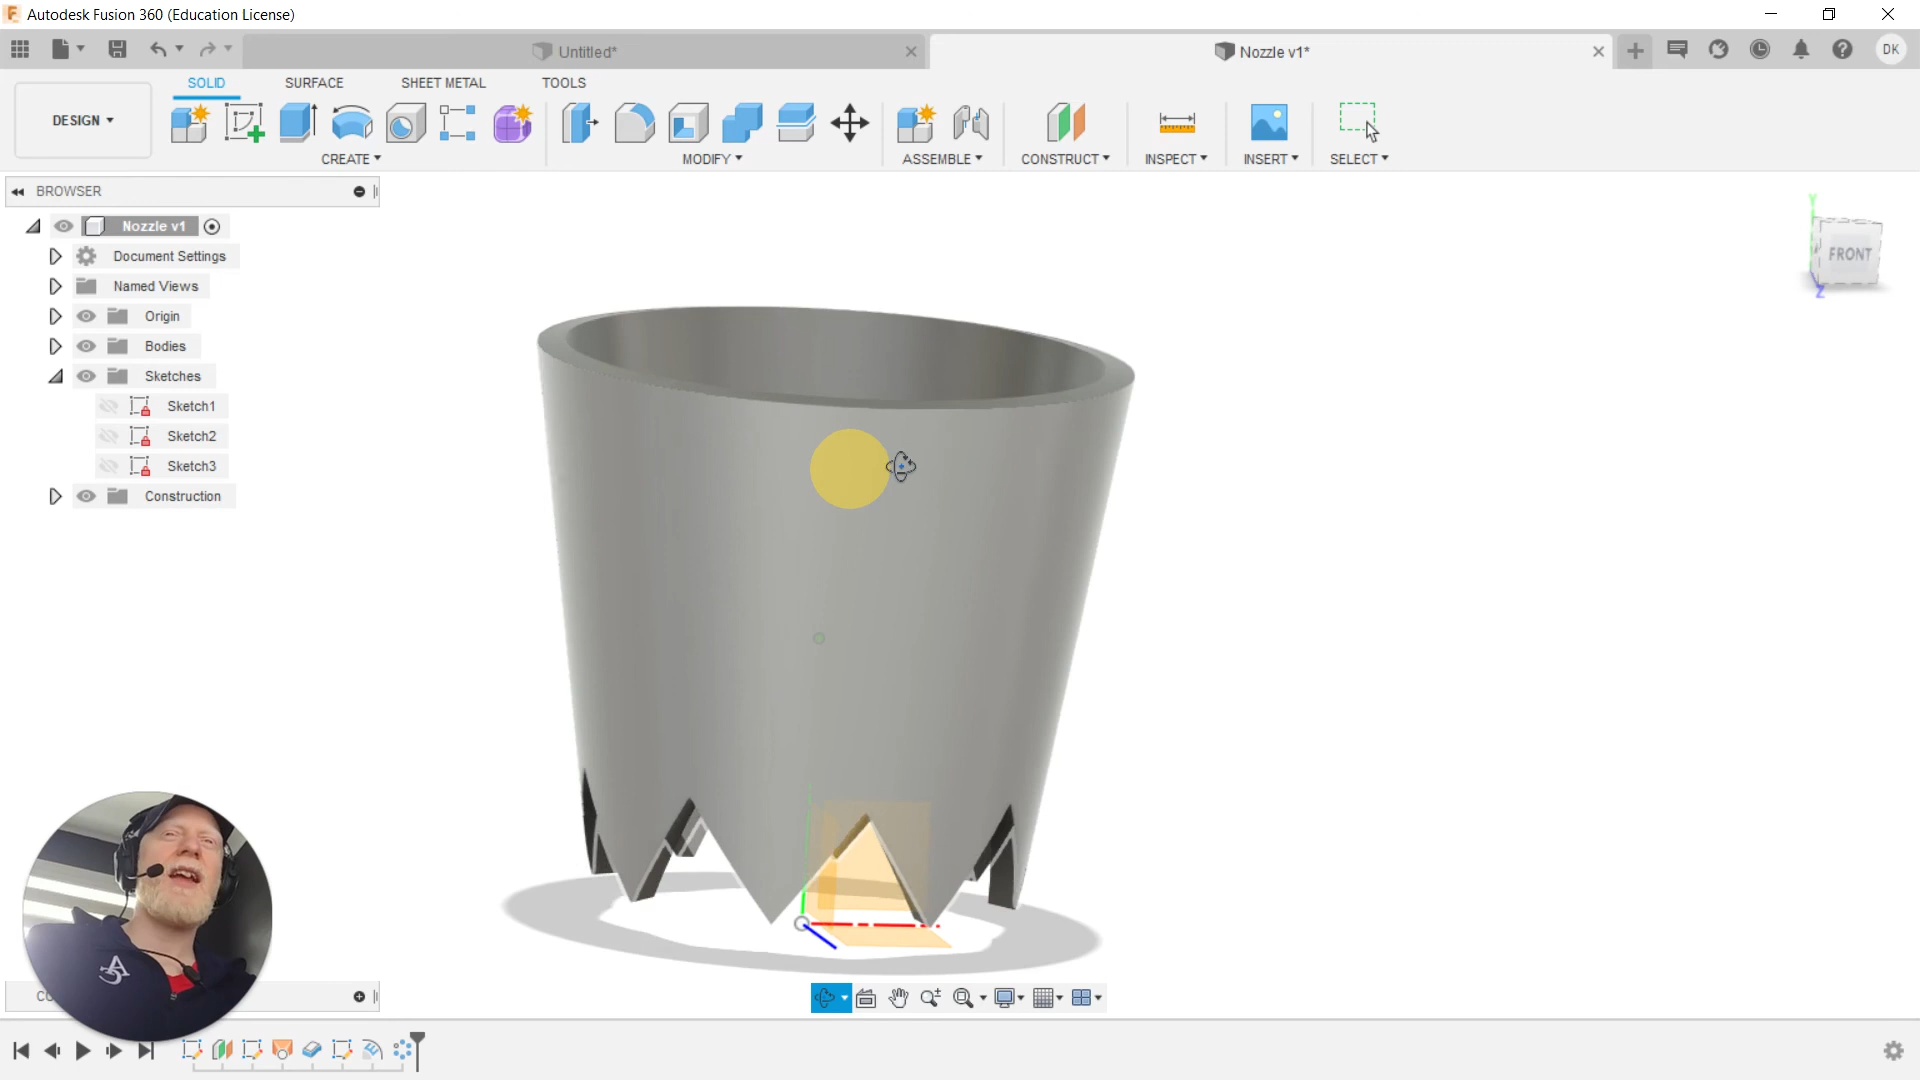 Autodesk Fusion 360 (Education License)
Untitled*
Nozzle v1*
DK
DESIGN
SOLID
SURFACE
SHEET METAL
TOOLS
CREATE
MODIFY
ASSEMBLE
CONSTRUCT
INSPECT
INSERT
SELECT
BROWSER
Nozzle v1
Document Settings
Named Views
Origin
Bodies
Sketches
Sketch1
Sketch2
Sketch3
Construction
Y
FRONT
Z